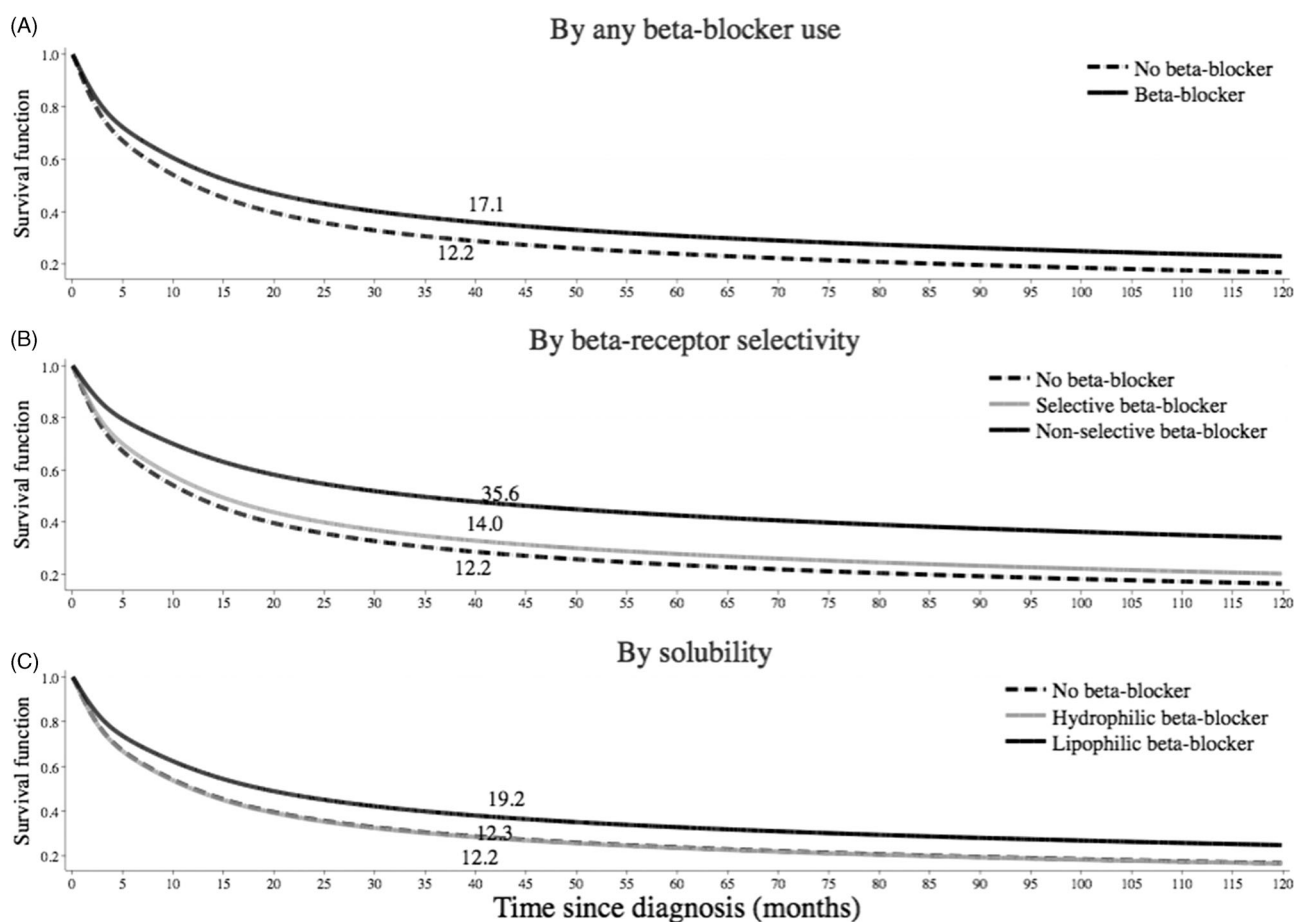 (A)
By any beta-blocker use
Survival function
1.0
0.8
0.6
0.4
0.2
No beta-blocker
Beta-blocker
17.1
12.2
0 5 10 15 20 25 30 35 40 45 50 55 60 65 70 75 80 85 90 95 100 105 110 115 120
(B)
By beta-receptor selectivity
Survival function
1.0
0.8
0.6
0.4
0.2
No beta-blocker
Selective beta-blocker
Non-selective beta-blocker
35.6
14.0
12.2
0 5 10 15 20 25 30 35 40 45 50 55 60 65 70 75 80 85 90 95 100 105 110 115 120
(C)
By solubility
Survival function
1.0
0.8
0.6
0.4
0.2
No beta-blocker
Hydrophilic beta-blocker
Lipophilic beta-blocker
19.2
12.3
12.2
0 5 10 15 20 25 30 35 40 45 50 55 60 65 70 75 80 85 90 95 100 105 110 115 120
Time since diagnosis (months)